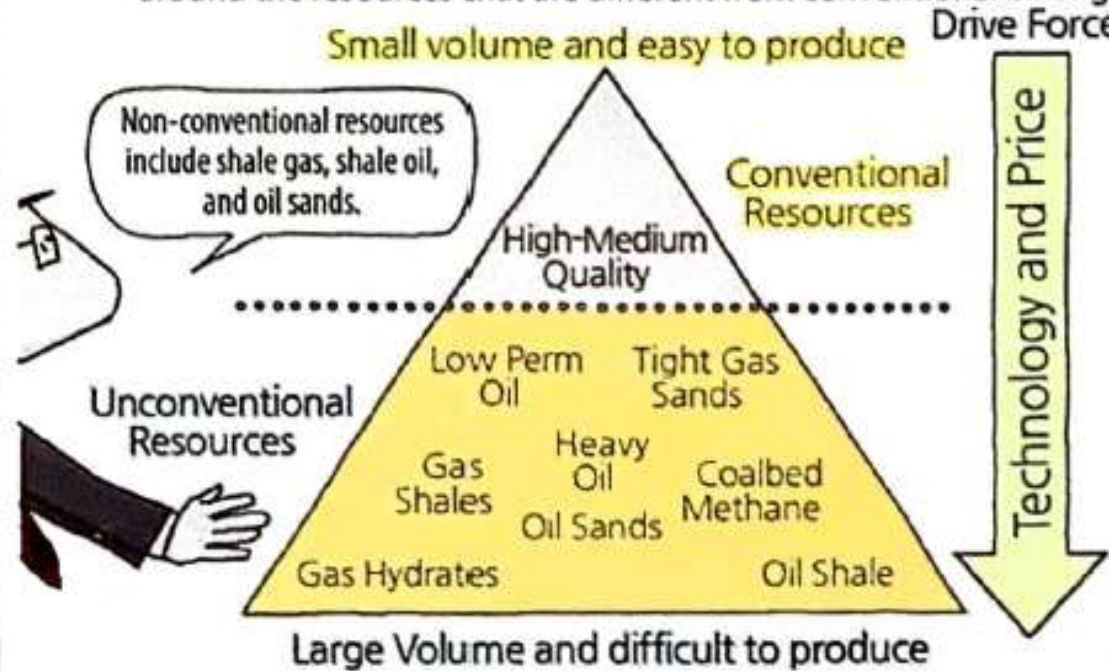 Drive Force
Small volume and easy to produce
Non-conventional resources
include shale gas, shale oil,
and oil sands.
Conventional
Resources
High-Medium
Quality
Technology and Price
Low Perm
Oil
Tight Gas
Sands
Unconventional
Resources
Heavy
Oil
Gas
Shales
Coalbed
Methane
Oil Sands
Gas Hydrates
Oil Shale
Large Volume and difficult to produce